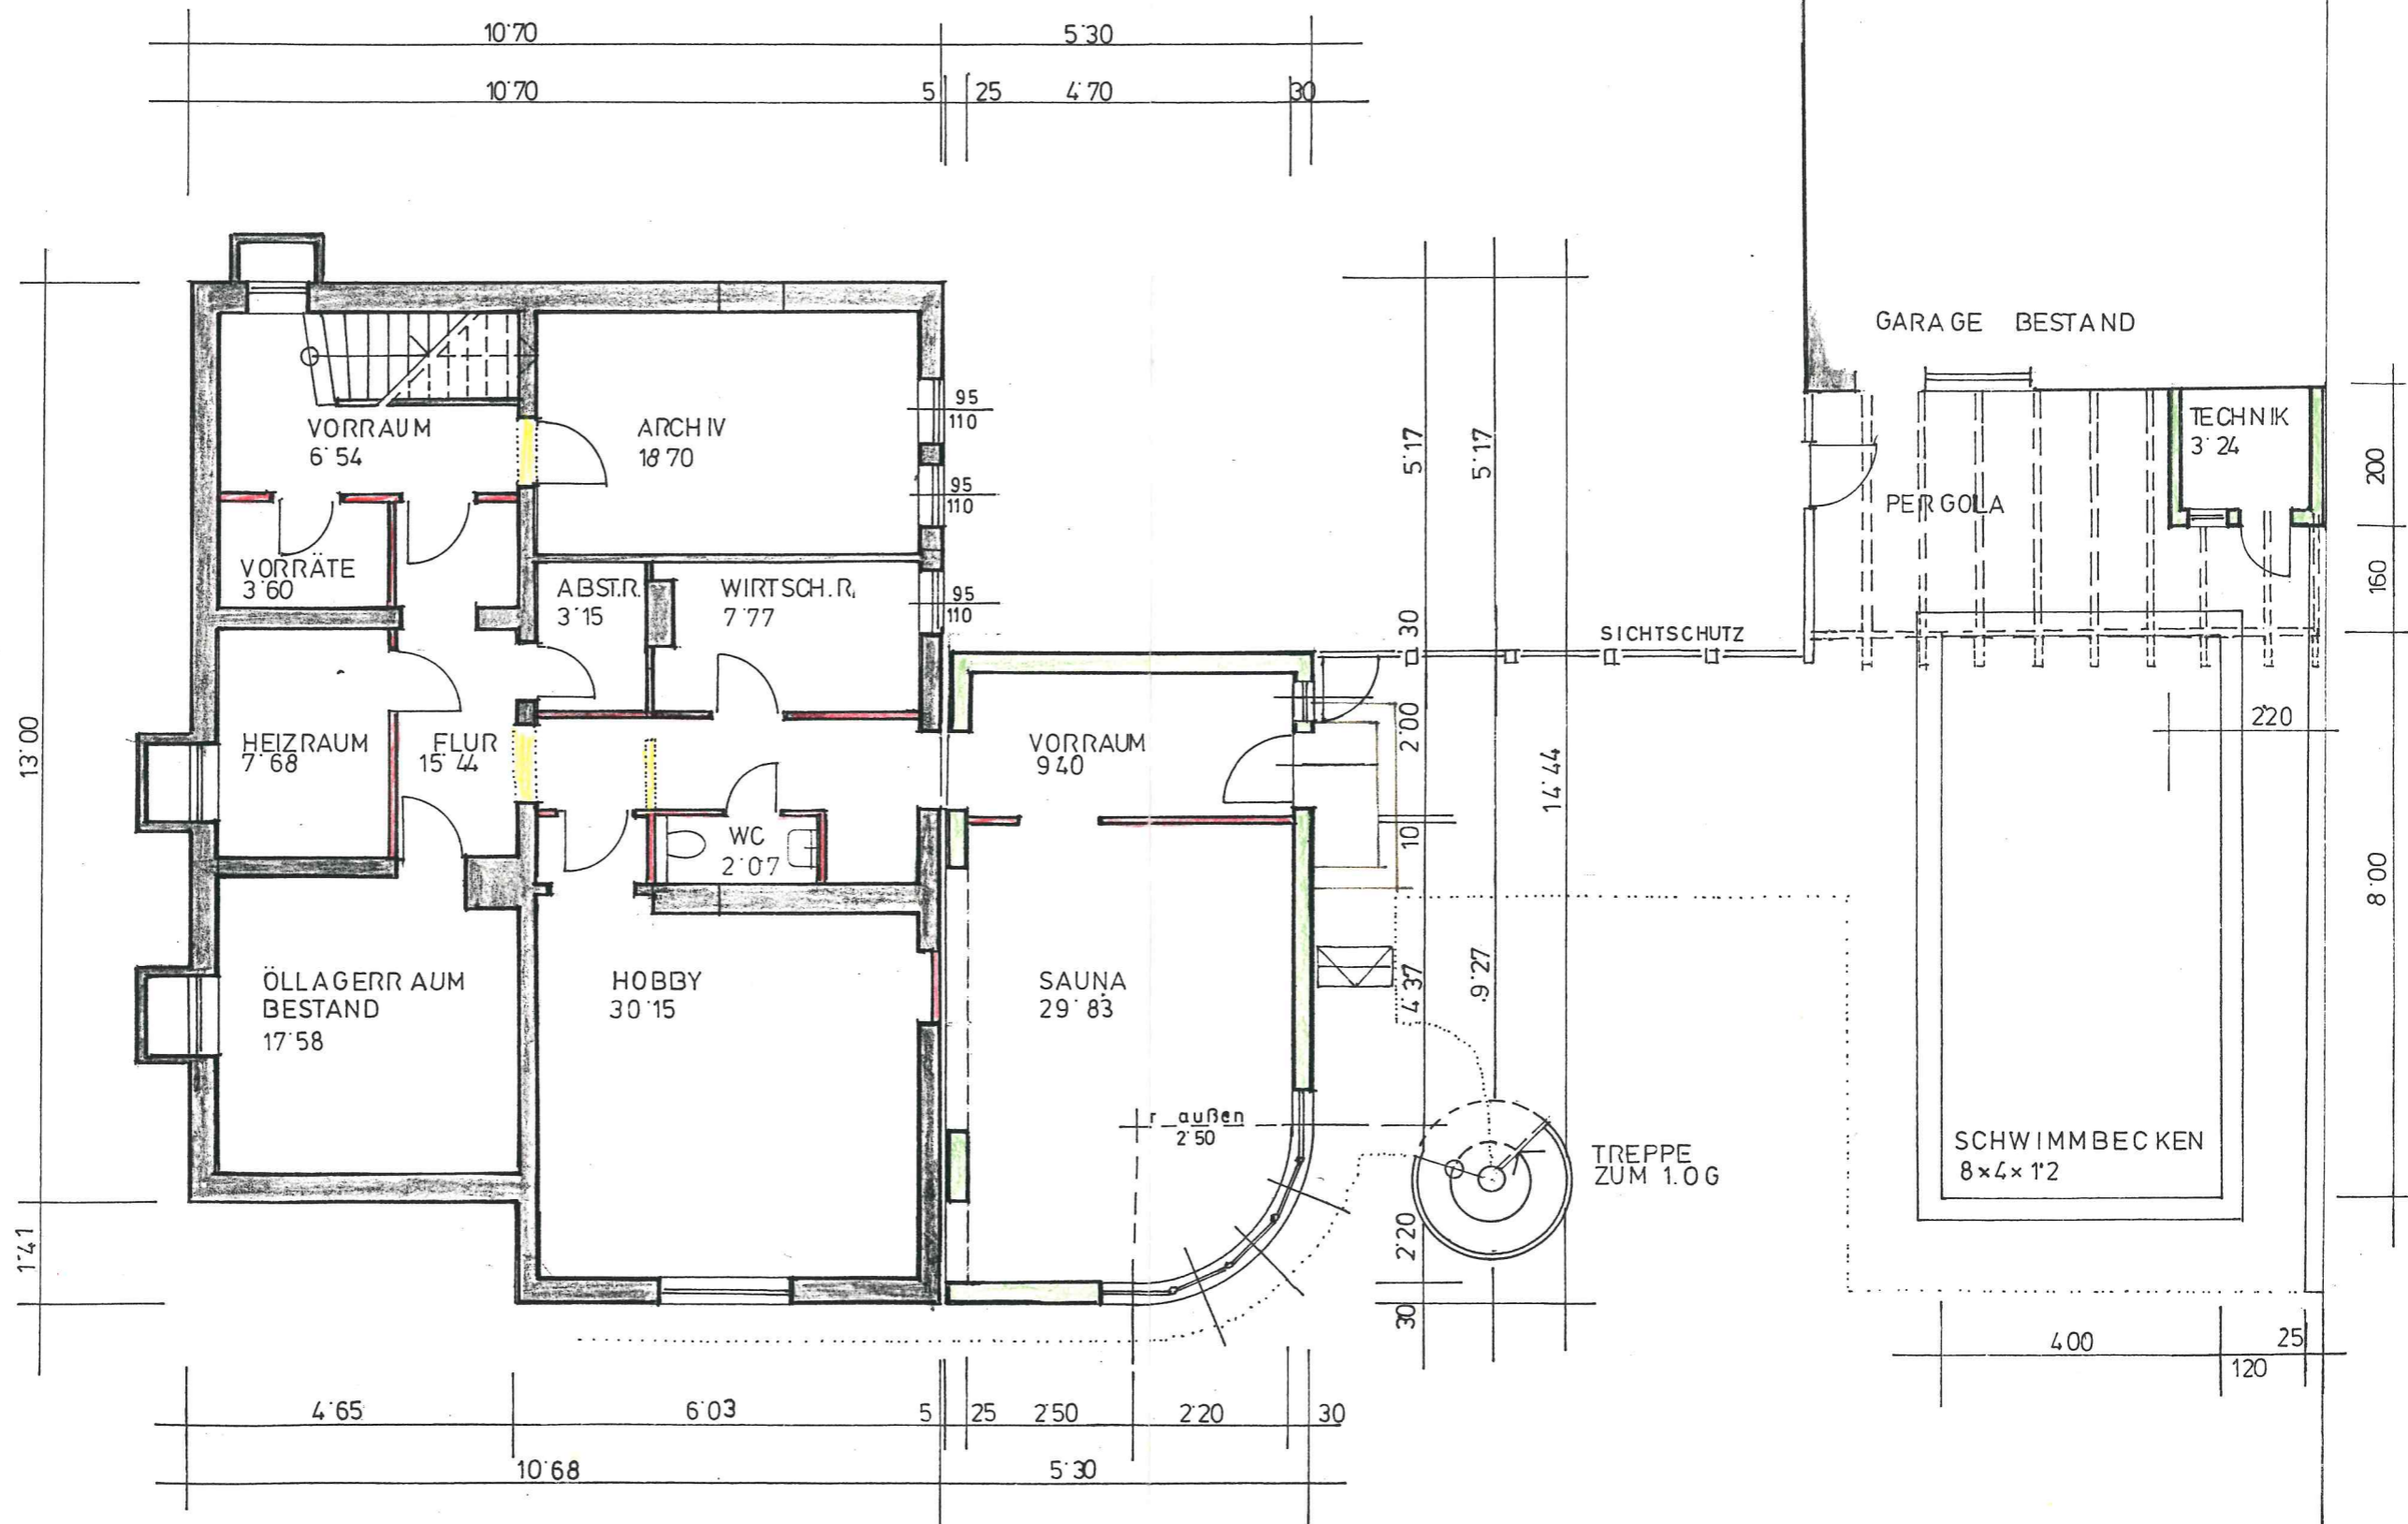 10'70
5'30
10'70
5
25
4'70
30
GARAGE BESTAND
TECHNIK
3'24
PERGOLA
SICHTSCHUTZ
200
160
8'00
220
VORRAUM
6'54
ARCHIV
18'70
95
110
95
110
95
110
VORRÄTE
3'60
ABST.R.
3'15
WIRTSCH.R.
7'77
HEIZRAUM
7'68
FLUR
15'44
WC
2'07
VORRAUM
9'40
13'00
1'41
5'17
5'17
30
2'00
10
14'44
4'37
9'27
2'20
30
ÖLLAGERRAUM
BESTAND
17'58
HOBBY
30'15
SAUNA
29'83
r außen
2'50
TREPPE
ZUM 1.OG
SCHWIMMBECKEN
8×4×1'2
400
120
25
4'65
6'03
5
25
2'50
2'20
30
10'68
5'30